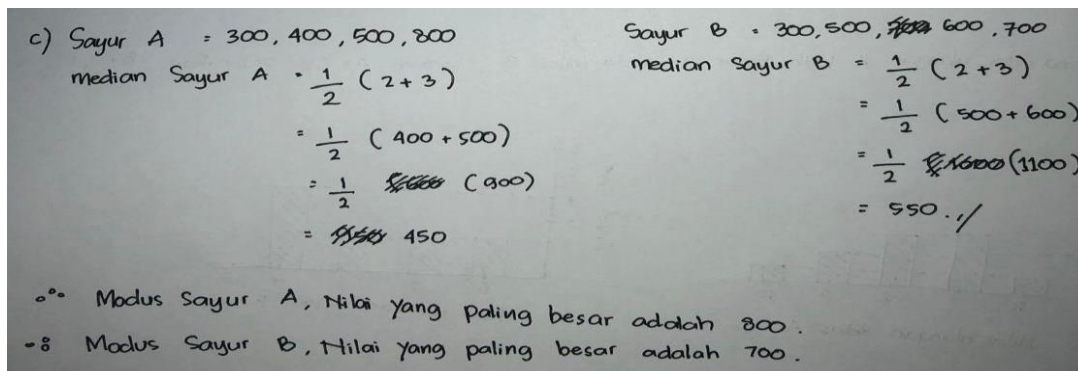 c) Sayur A = 300, 400, 500, 800
median Sayur A = 1/2 (2+3)
= 1/2 (400 + 500)
= 1/2 (900)
= 450
Sayur B = 300, 500, 600, 700
median Sayur B = 1/2 (2+3)
= 1/2 (500 + 600)
= 1/2 (1100)
= 550 . //
∴ Modus Sayur A, Nilai yang paling besar adalah 800 .
∴ Modus Sayur B, Nilai yang paling besar adalah 700 .